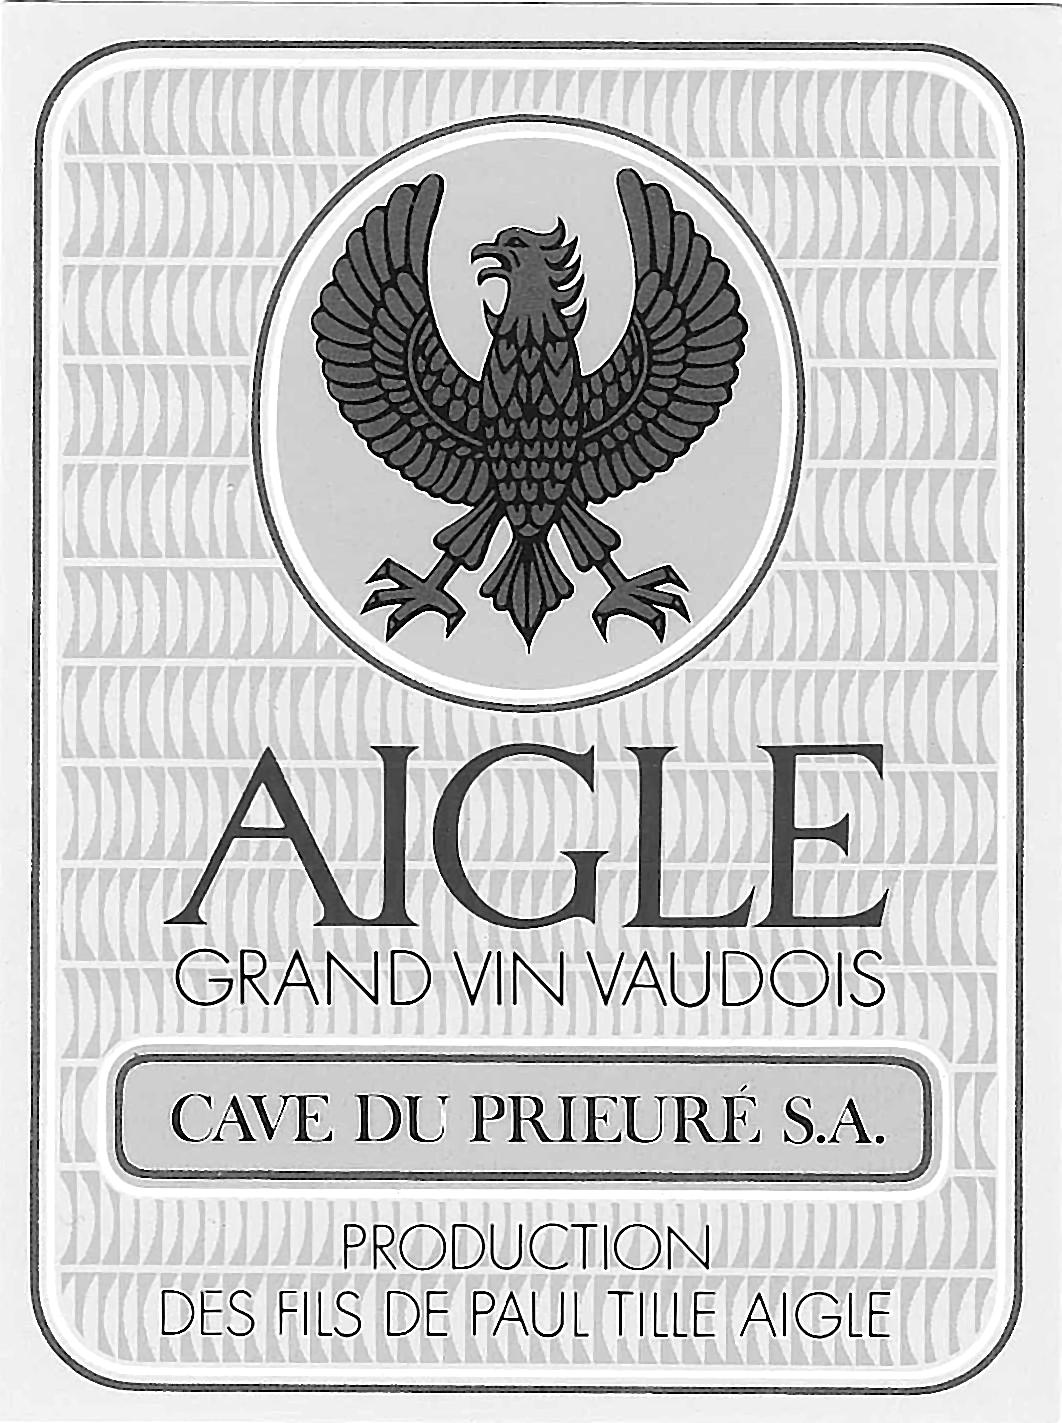 AIGLE
GRAND VIN VAUDOIS
CAVE DU PRIEURÉ S.A.
PRODUCTION
DES FILS DE PAUL TILLE AIGLE